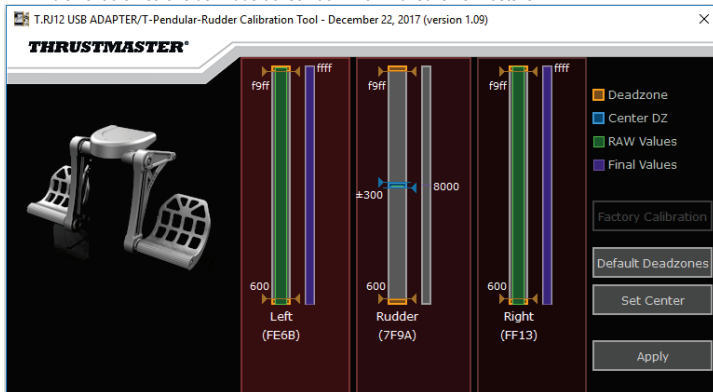 T.RJ12 USB ADAPTER/T-Pendular-Rudder Calibration Tool - December 22, 2017 (version 1.09)
THRUSTMASTER®
ffff
f9ff
f9ff
ffff
f9ff
Deadzone
Center DZ
RAW Values
Final Values
±300
8000
Factory Calibration
Default Deadzones
600
600
600
Set Center
Left
Rudder
Right
(FE6B)
(7F9A)
(FF13)
Apply